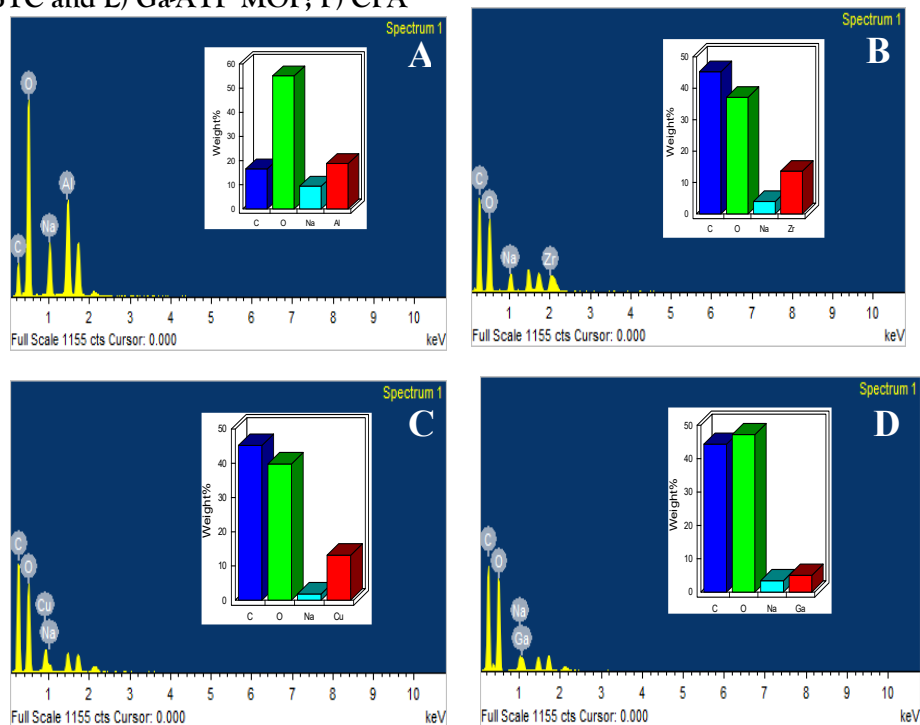 BTC and E) Ga-ATP MOF; F) CPA
Spectrum 1
A
O
Al
Na
C
Weight%
60
50
40
30
20
10
0
C O Na Al
1 2 3 4 5 6 7 8 9 10
Full Scale 1155 cts Cursor: 0.000 keV
Spectrum 1
B
C
O
Na
Zr
Weight%
50
40
30
20
10
0
C O Na Zr
1 2 3 4 5 6 7 8 9 10
Full Scale 1155 cts Cursor: 0.000 keV
Spectrum 1
C
C
O
Cu
Na
Weight%
50
40
30
20
10
0
C O Na Cu
1 2 3 4 5 6 7 8 9 10
Full Scale 1155 cts Cursor: 0.000 keV
Spectrum 1
D
C
O
Na
Ga
Weight%
50
40
30
20
10
0
C O Na Ga
1 2 3 4 5 6 7 8 9 10
Full Scale 1155 cts Cursor: 0.000 keV